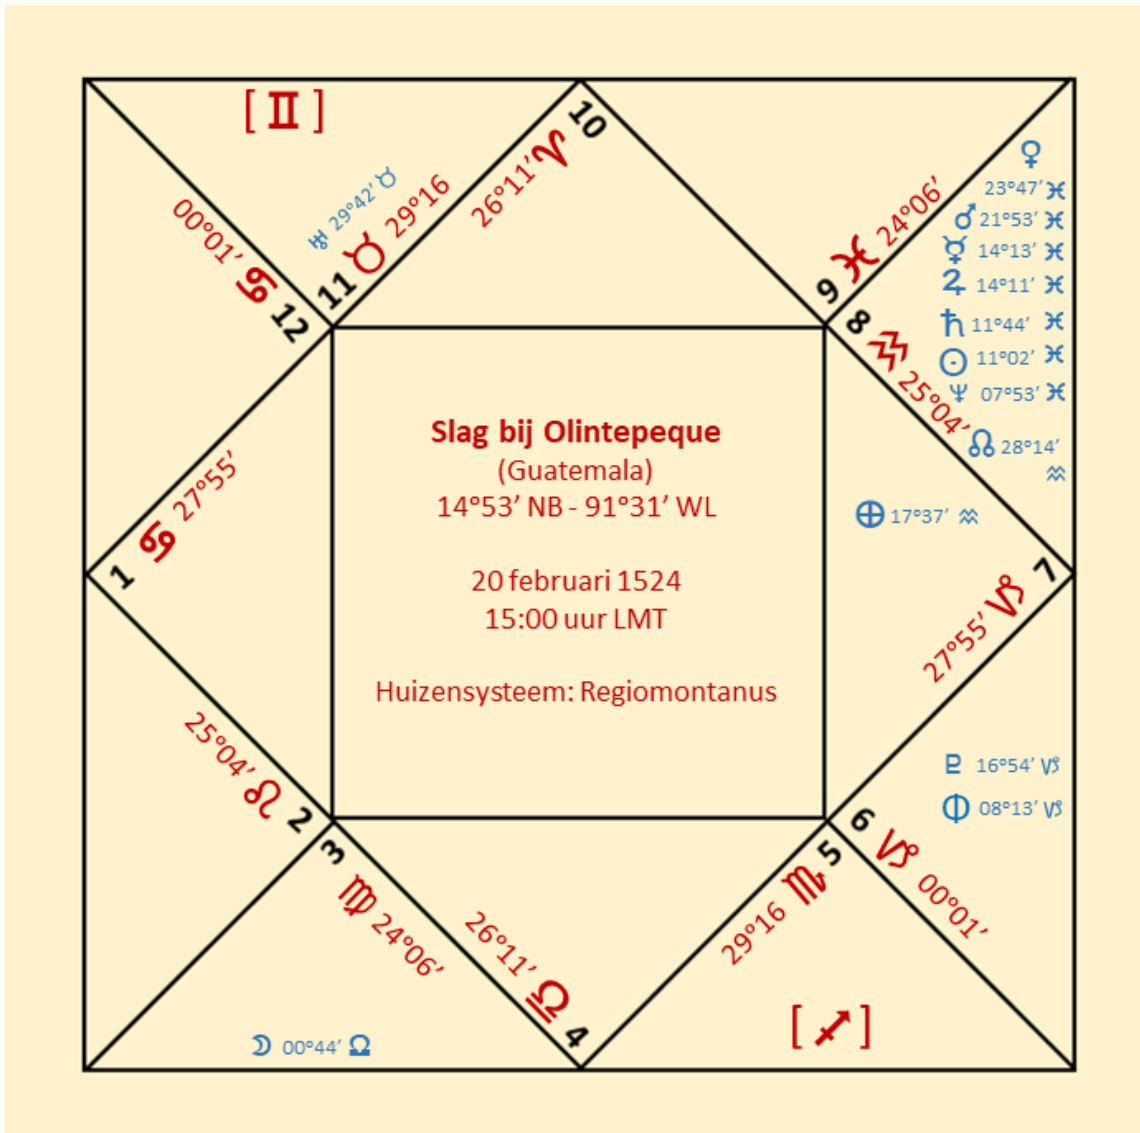 [ ♊ ]
10
26°11′ ♈
♅ 29°42′ ♉
11 ♉ 29°16
00°01′ ♋ 12
9 ♓ 24°06′
♀
23°47′ ♓
♂ 21°53′ ♓
☿ 14°13′ ♓
♃ 14°11′ ♓
♄ 11°44′ ♓
☉ 11°02′ ♓
♆ 07°53′ ♓
☊ 28°14′
♒
8 ♒ 25°04′
Slag bij Olintepeque
(Guatemala)
14°53′ NB - 91°31′ WL
20 februari 1524
15:00 uur LMT
Huizensysteem: Regiomontanus
1 ♋ 27°55′
⊕ 17°37′ ♒
7
27°55′ ♑
25°04′ ♌ 2
♇ 16°54′ ♑
⦶ 08°13′ ♑
6 ♑ 00°01′
3 ♍ 24°06′
26°11′ ♎ 4
29°16 ♏ 5
[ ♐ ]
☽ 00°44′ ♎